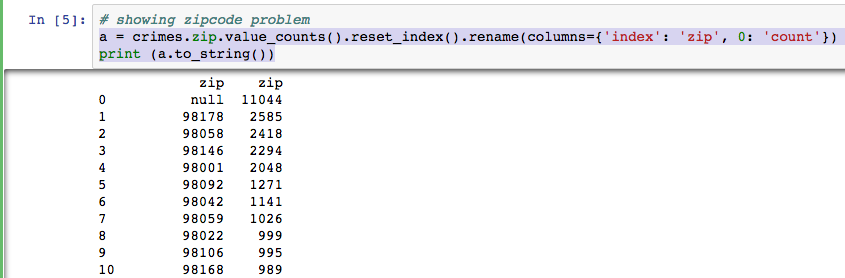 In [5]: # showing zipcode problem
a = crimes.zip.value_counts().reset_index().rename(columns={'index': 'zip', 0: 'count'})
print (a.to_string())
zip zip
0 null 11044
1 98178 2585
2 98058 2418
3 98146 2294
4 98001 2048
5 98092 1271
6 98042 1141
7 98059 1026
8 98022 999
9 98106 995
10 98168 989